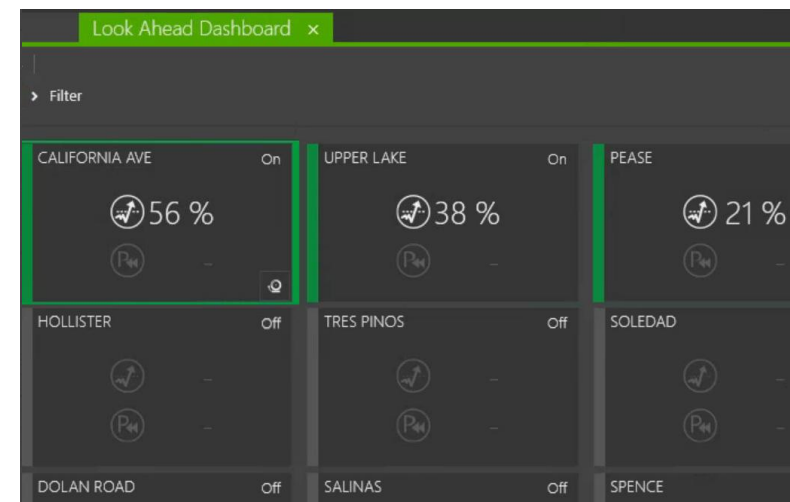 Look Ahead Dashboard ×
> Filter
CALIFORNIA AVE On
56 %
P -
UPPER LAKE On
38 %
P -
PEASE
21 %
P -
HOLLISTER Off
-
P -
TRES PINOS Off
-
P -
SOLEDAD
-
P -
DOLAN ROAD Off
SALINAS Off
SPENCE